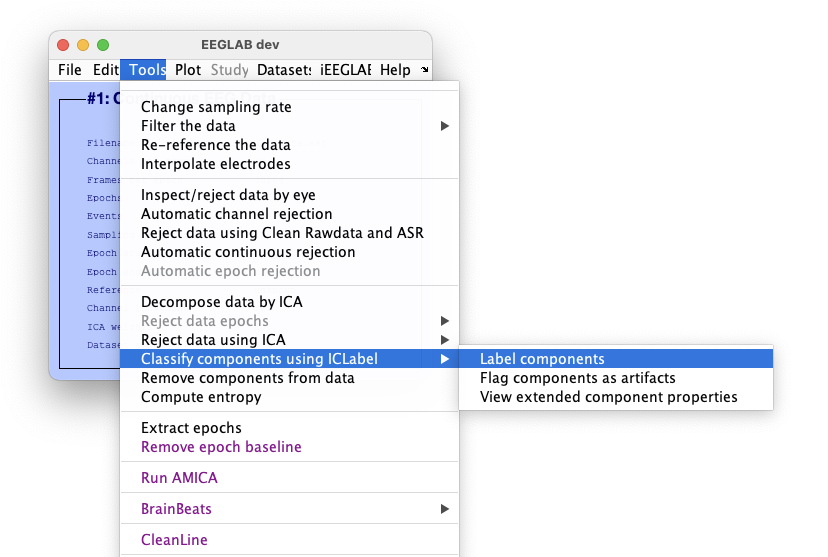 EEGLAB dev
File Edit Tools Plot Study Datasets iEEGLAB Help
#1: C
Filena
Channe
Frames
Epochs
Events
Sampli
Epoch
Epoch
Refere
Channe
ICA we
Datase
Change sampling rate
Filter the data
Re-reference the data
Interpolate electrodes
Inspect/reject data by eye
Automatic channel rejection
Reject data using Clean Rawdata and ASR
Automatic continuous rejection
Automatic epoch rejection
Decompose data by ICA
Reject data epochs
Reject data using ICA
Classify components using ICLabel
Label components
Flag components as artifacts
View extended component properties
Remove components from data
Compute entropy
Extract epochs
Remove epoch baseline
Run AMICA
BrainBeats
CleanLine